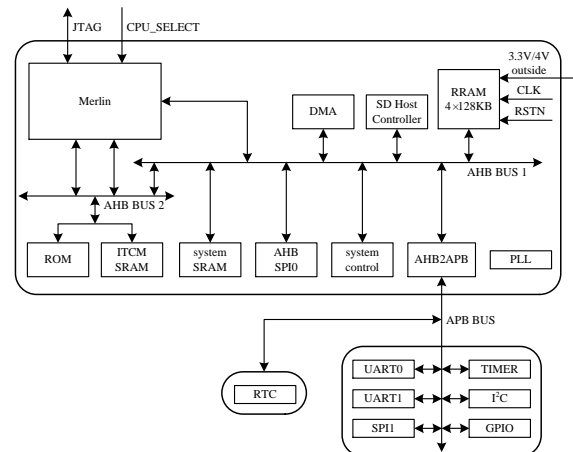 JTAG
CPU_SELECT
3.3V/4V
outside
CLK
RSTN
Merlin
DMA
SD Host
Controller
RRAM
4×128KB
AHB BUS 1
AHB BUS 2
ROM
ITCM
SRAM
system
SRAM
AHB
SPI0
system
control
AHB2APB
PLL
APB BUS
RTC
UART0
TIMER
UART1
I²C
SPI1
GPIO